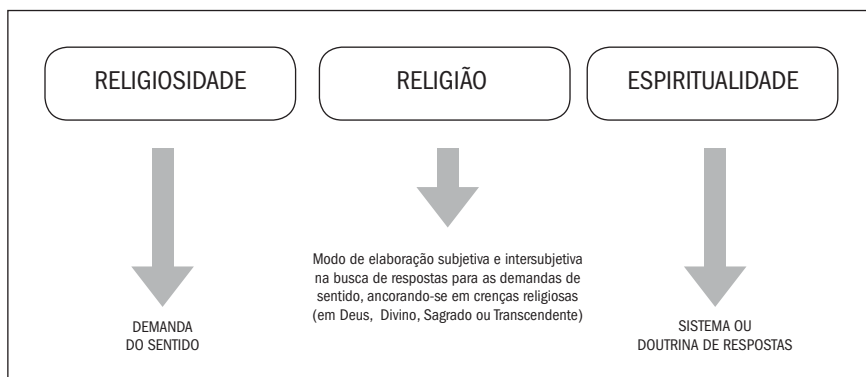 RELIGIOSIDADE
RELIGIÃO
ESPIRITUALIDADE
Modo de elaboração subjetiva e intersubjetiva
na busca de respostas para as demandas de
sentido, ancorando-se em crenças religiosas
(em Deus, Divino, Sagrado ou Transcendente)
DEMANDA
DO SENTIDO
SISTEMA OU
DOUTRINA DE RESPOSTAS